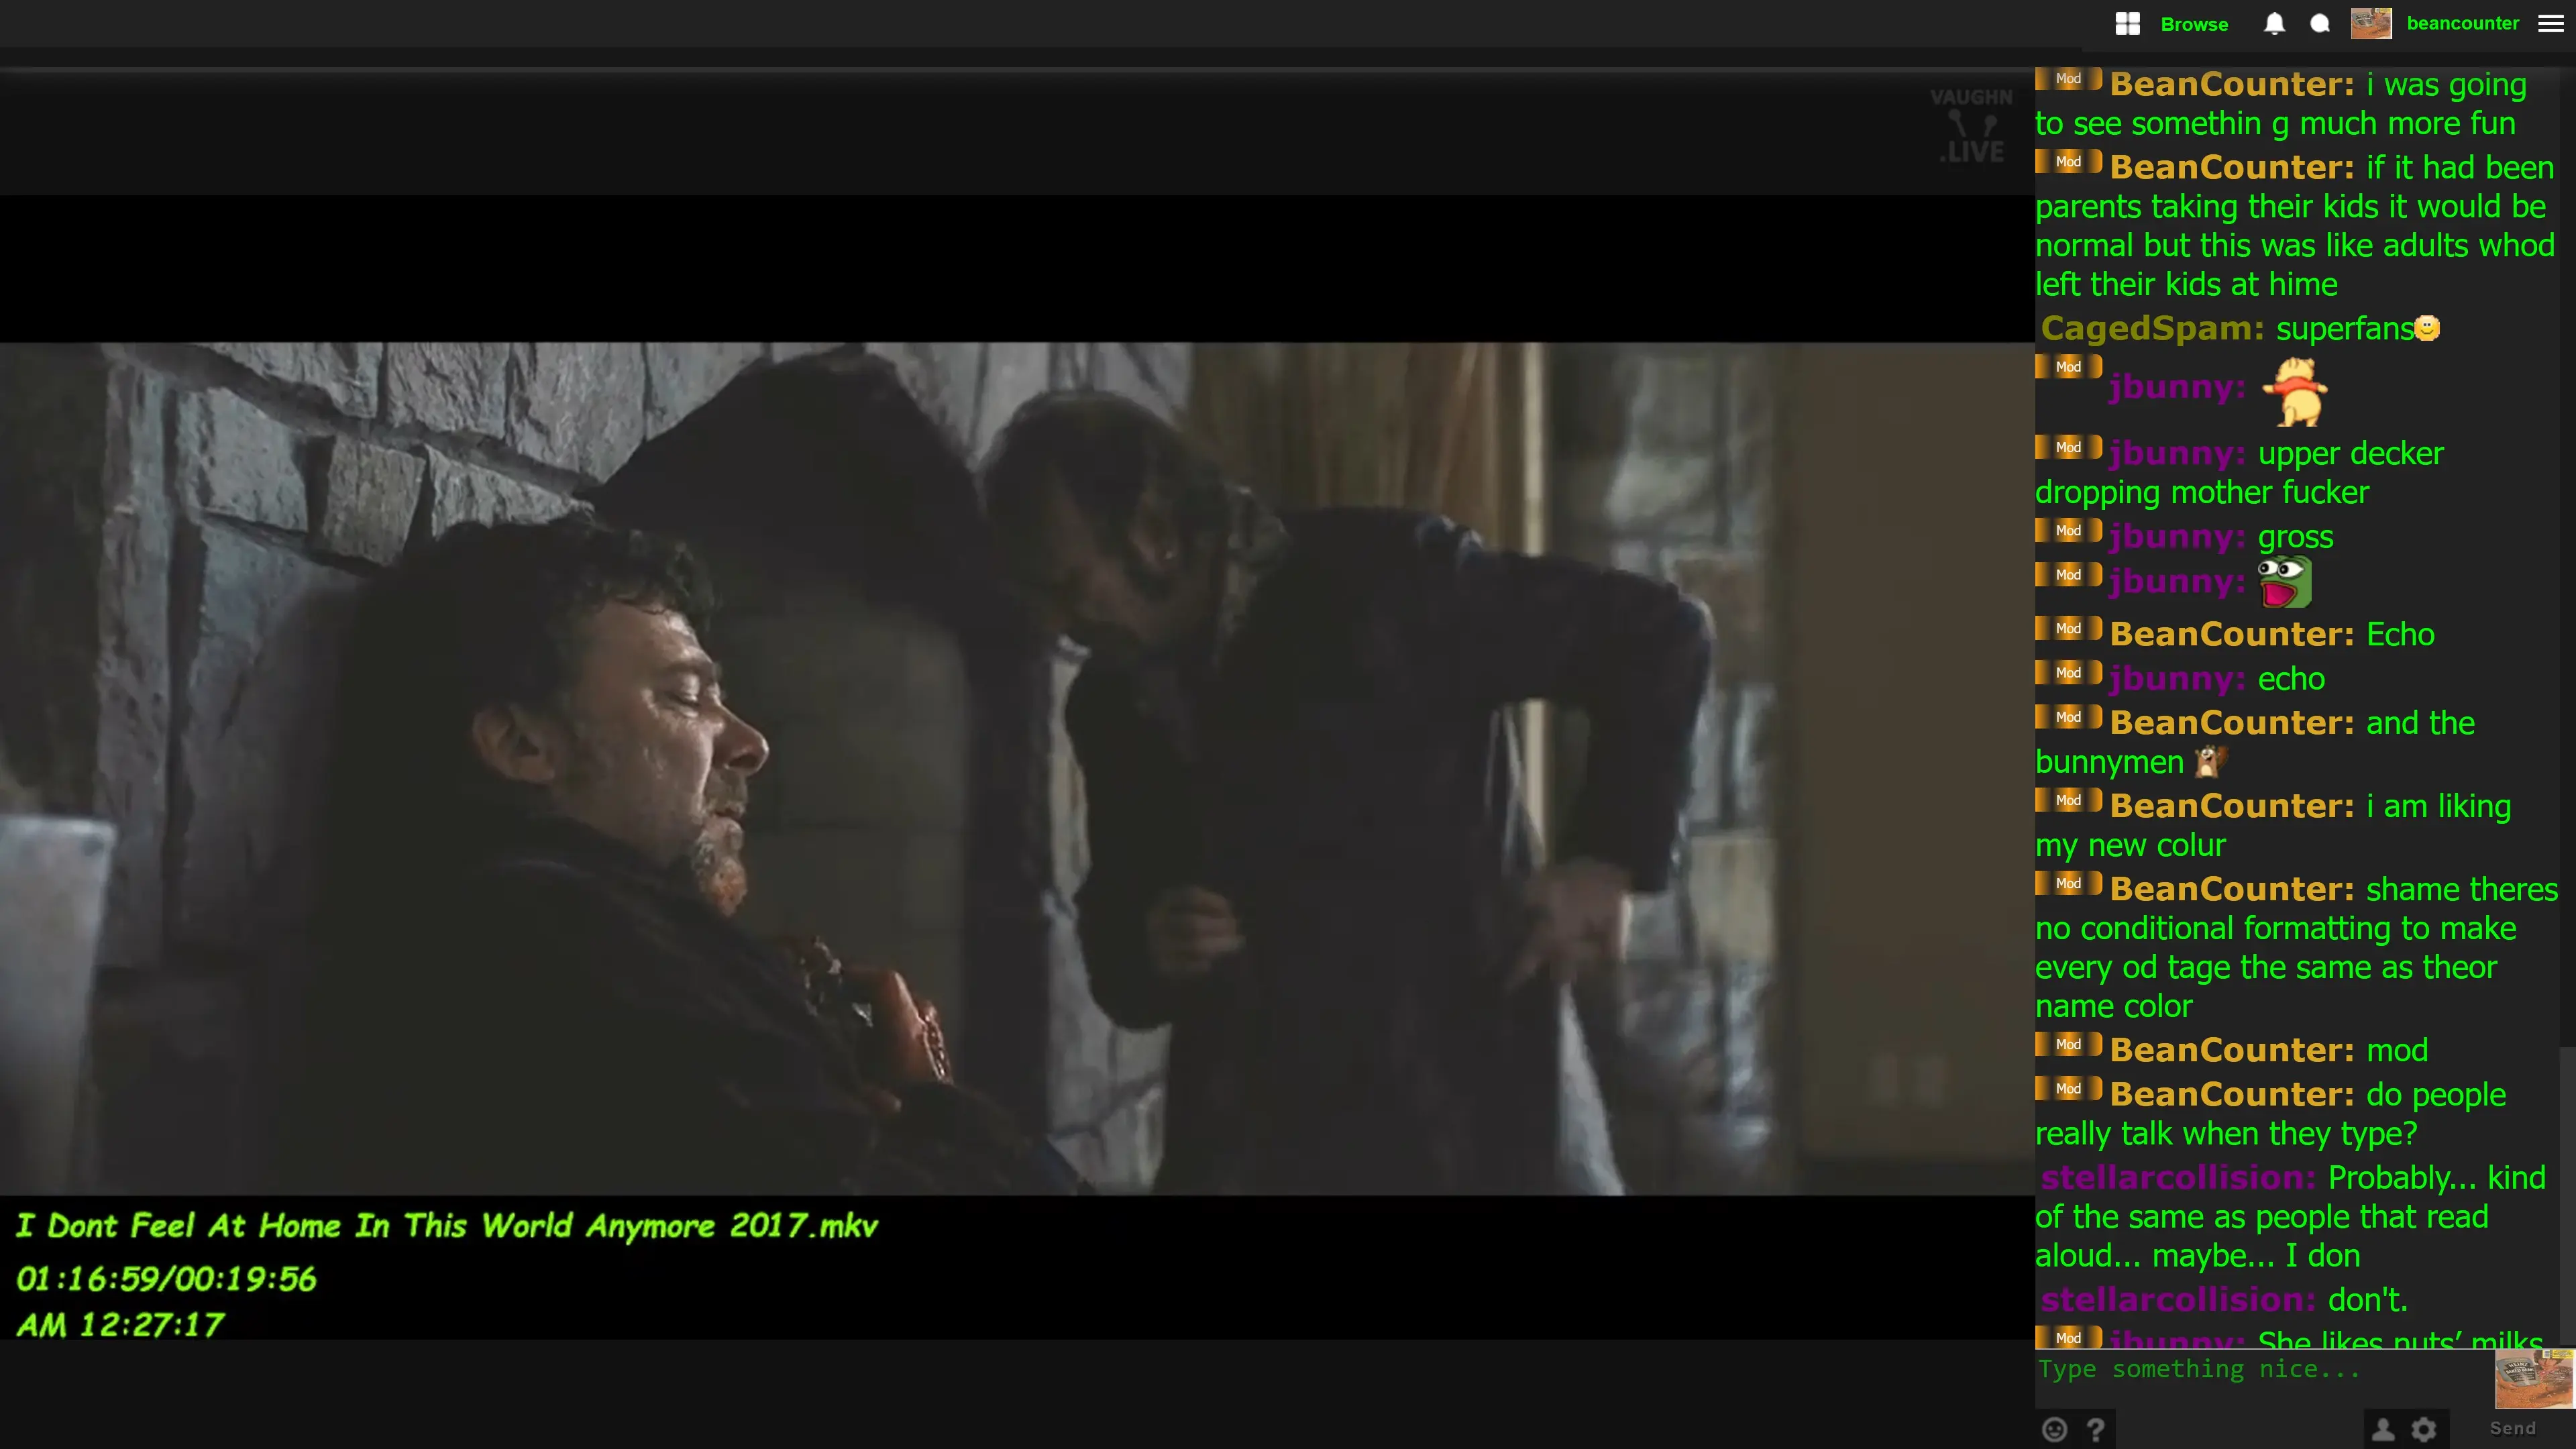 Browse
beancounter
VAUGHN
.LIVE
Mod BeanCounter: i was going
to see somethin g much more fun
Mod BeanCounter: if it had been
parents taking their kids it would be
normal but this was like adults whod
left their kids at hime
CagedSpam: superfans
Mod jbunny:
Mod jbunny: upper decker
dropping mother fucker
Mod jbunny: gross
Mod jbunny:
Mod BeanCounter: Echo
Mod jbunny: echo
Mod BeanCounter: and the
bunnymen
Mod BeanCounter: i am liking
my new colur
Mod BeanCounter: shame theres
no conditional formatting to make
every od tage the same as theor
name color
Mod BeanCounter: mod
Mod BeanCounter: do people
really talk when they type?
stellarcollision: Probably... kind
of the same as people that read
aloud... maybe... I don
stellarcollision: don't.
Mod jbunny: She likes nuts’ milks
Type something nice...
Send
I Dont Feel At Home In This World Anymore 2017.mkv
01:16:59/00:19:56
AM 12:27:17